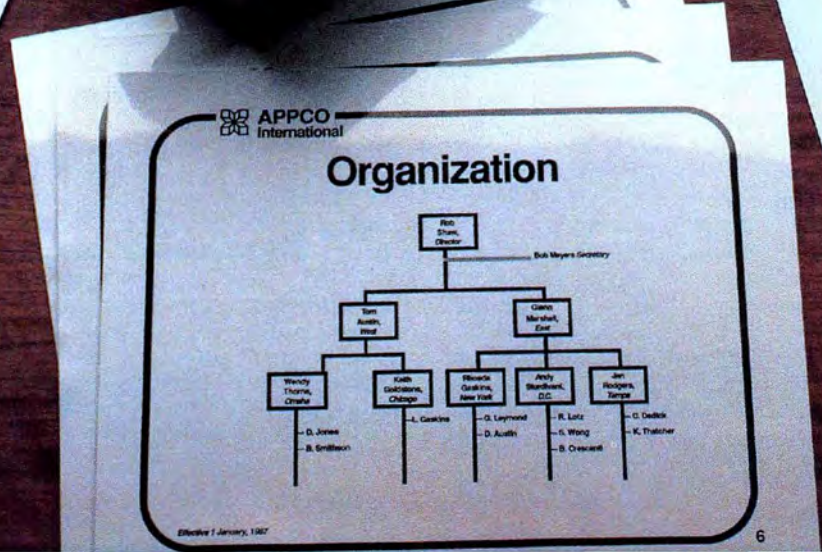 APPCO
International
Organization
Rob
Shaw,
Director
Bob Meyers Secretary
Tom
Austin,
West
Glenn
Marshall,
East
Wendy
Thorne,
Omaha
Keith
Goldstone,
Chicago
Rhoada
Gaskins,
New York
Andy
Sturdivant,
D.C.
Jan
Rodgers,
Tampa
D. Jones
B. Smithson
L. Gaskins
G. Leymond
D. Austin
R. Lotz
S. Wong
B. Crescanti
C. Dedick
K. Thatcher
Effective 1 January, 1987
6